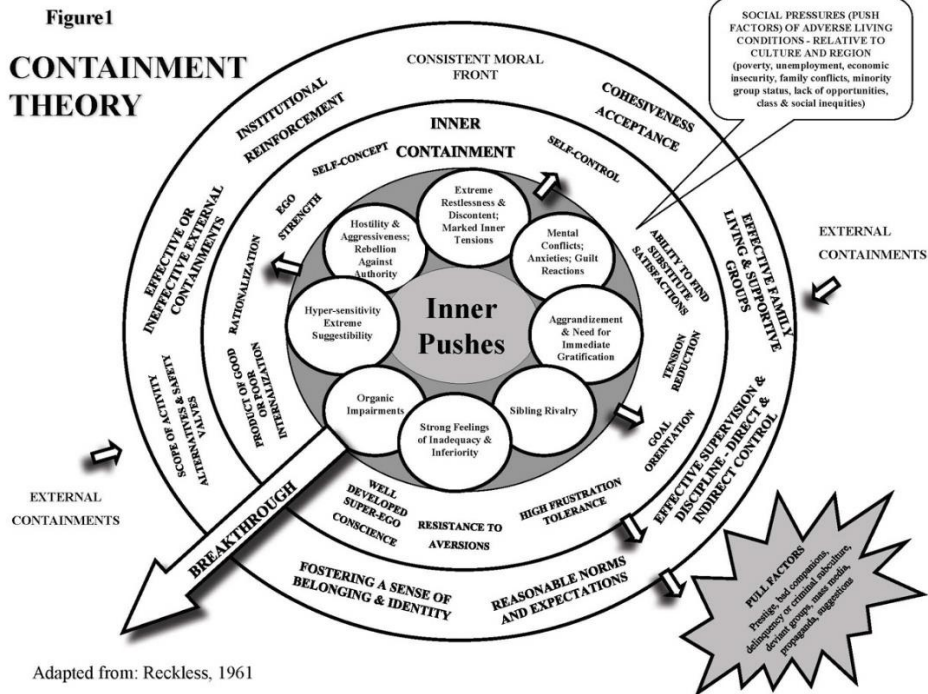 Figure1
CONTAINMENT
THEORY
SOCIAL PRESSURES (PUSH
FACTORS) OF ADVERSE LIVING
CONDITIONS - RELATIVE TO
CULTURE AND REGION
(poverty, unemployment, economic
insecurity, family conflicts, minority
group status, lack of opportunities,
class & social inequities)
CONSISTENT MORAL
FRONT
INSTITUTIONAL
REINFORCEMENT
COHESIVENESS
ACCEPTANCE
INNER
CONTAINMENT
SELF-CONCEPT
SELF-CONTROL
EGO
STRENGTH
EFFECTIVE OR
INEFFECTIVE EXTERNAL
CONTAINMENTS
RATIONALIZATION
ABILITY TO FIND
SUBSTITUTE
SATISFACTIONS
EFFECTIVE FAMILY
LIVING & SUPPORTIVE
GROUPS
EXTERNAL
CONTAINMENTS
Extreme
Restlessness &
Discontent;
Marked Inner
Tensions
Hostility &
Aggressiveness;
Rebellion
Against
Authority
Mental
Conflicts;
Anxieties; Guilt
Reactions
Hyper-sensitivity
Extreme
Suggestibility
Inner
Pushes
Aggrandizement
& Need for
Immediate
Gratification
Organic
Impairments
Strong Feelings
of Inadequacy &
Inferiority
Sibling Rivalry
TENSION
REDUCTION
PRODUCT OF GOOD
OR POOR
INTERNALIZATION
SCOPE OF ACTIVITY
ALTERNATIVES & SAFETY
VALVES
GOAL
OREINTATION
EFFECTIVE SUPERVISION &
DISCIPLINE - DIRECT &
INDIRECT CONTROL
EXTERNAL
CONTAINMENTS
BREAKTHROUGH
WELL
DEVELOPED
SUPER-EGO
CONSCIENCE
RESISTANCE TO
AVERSIONS
HIGH FRUSTRATION
TOLERANCE
FOSTERING A SENSE OF
BELONGING & IDENTITY
REASONABLE NORMS
AND EXPECTATIONS
PULL FACTORS
Prestige, bad companions,
delinquency or criminal subculture,
deviant groups, mass media,
propaganda, suggestions
Adapted from: Reckless, 1961